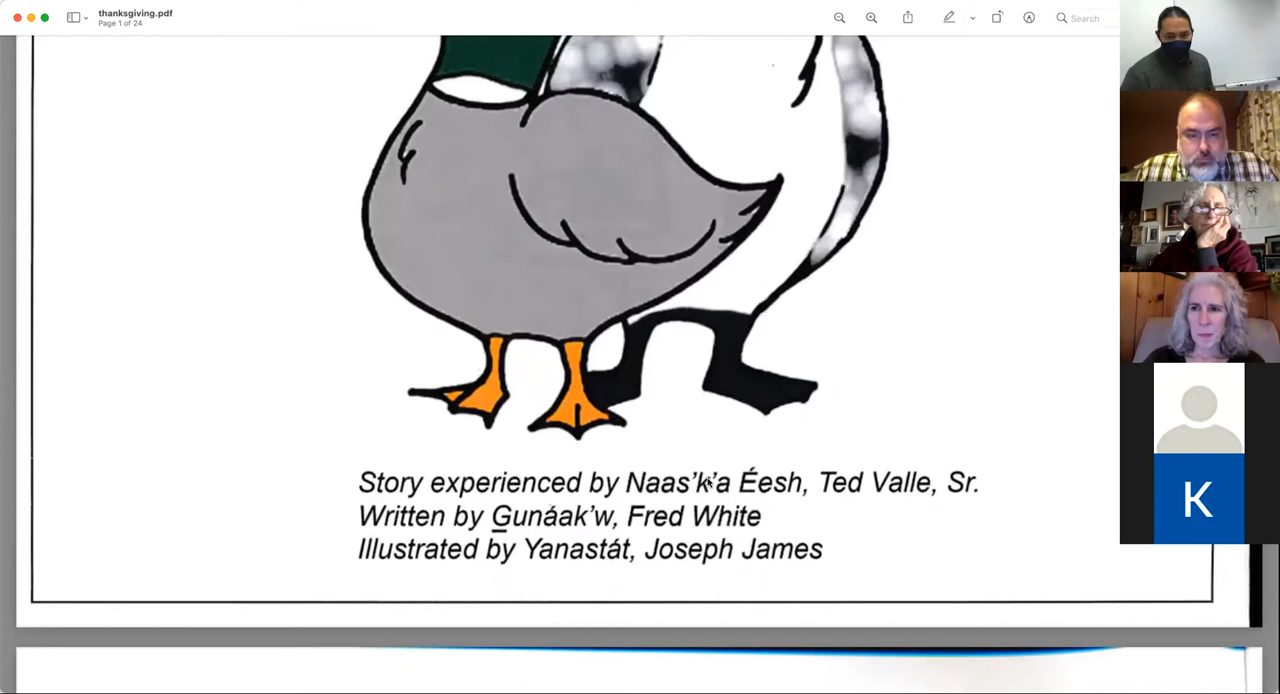 thanksgiving.pdf
Page 1 of 24
Search
Story experienced by Naas’k’a Éesh, Ted Valle, Sr.
Written by G̲unáak’w, Fred White
Illustrated by Yanastát, Joseph James
K